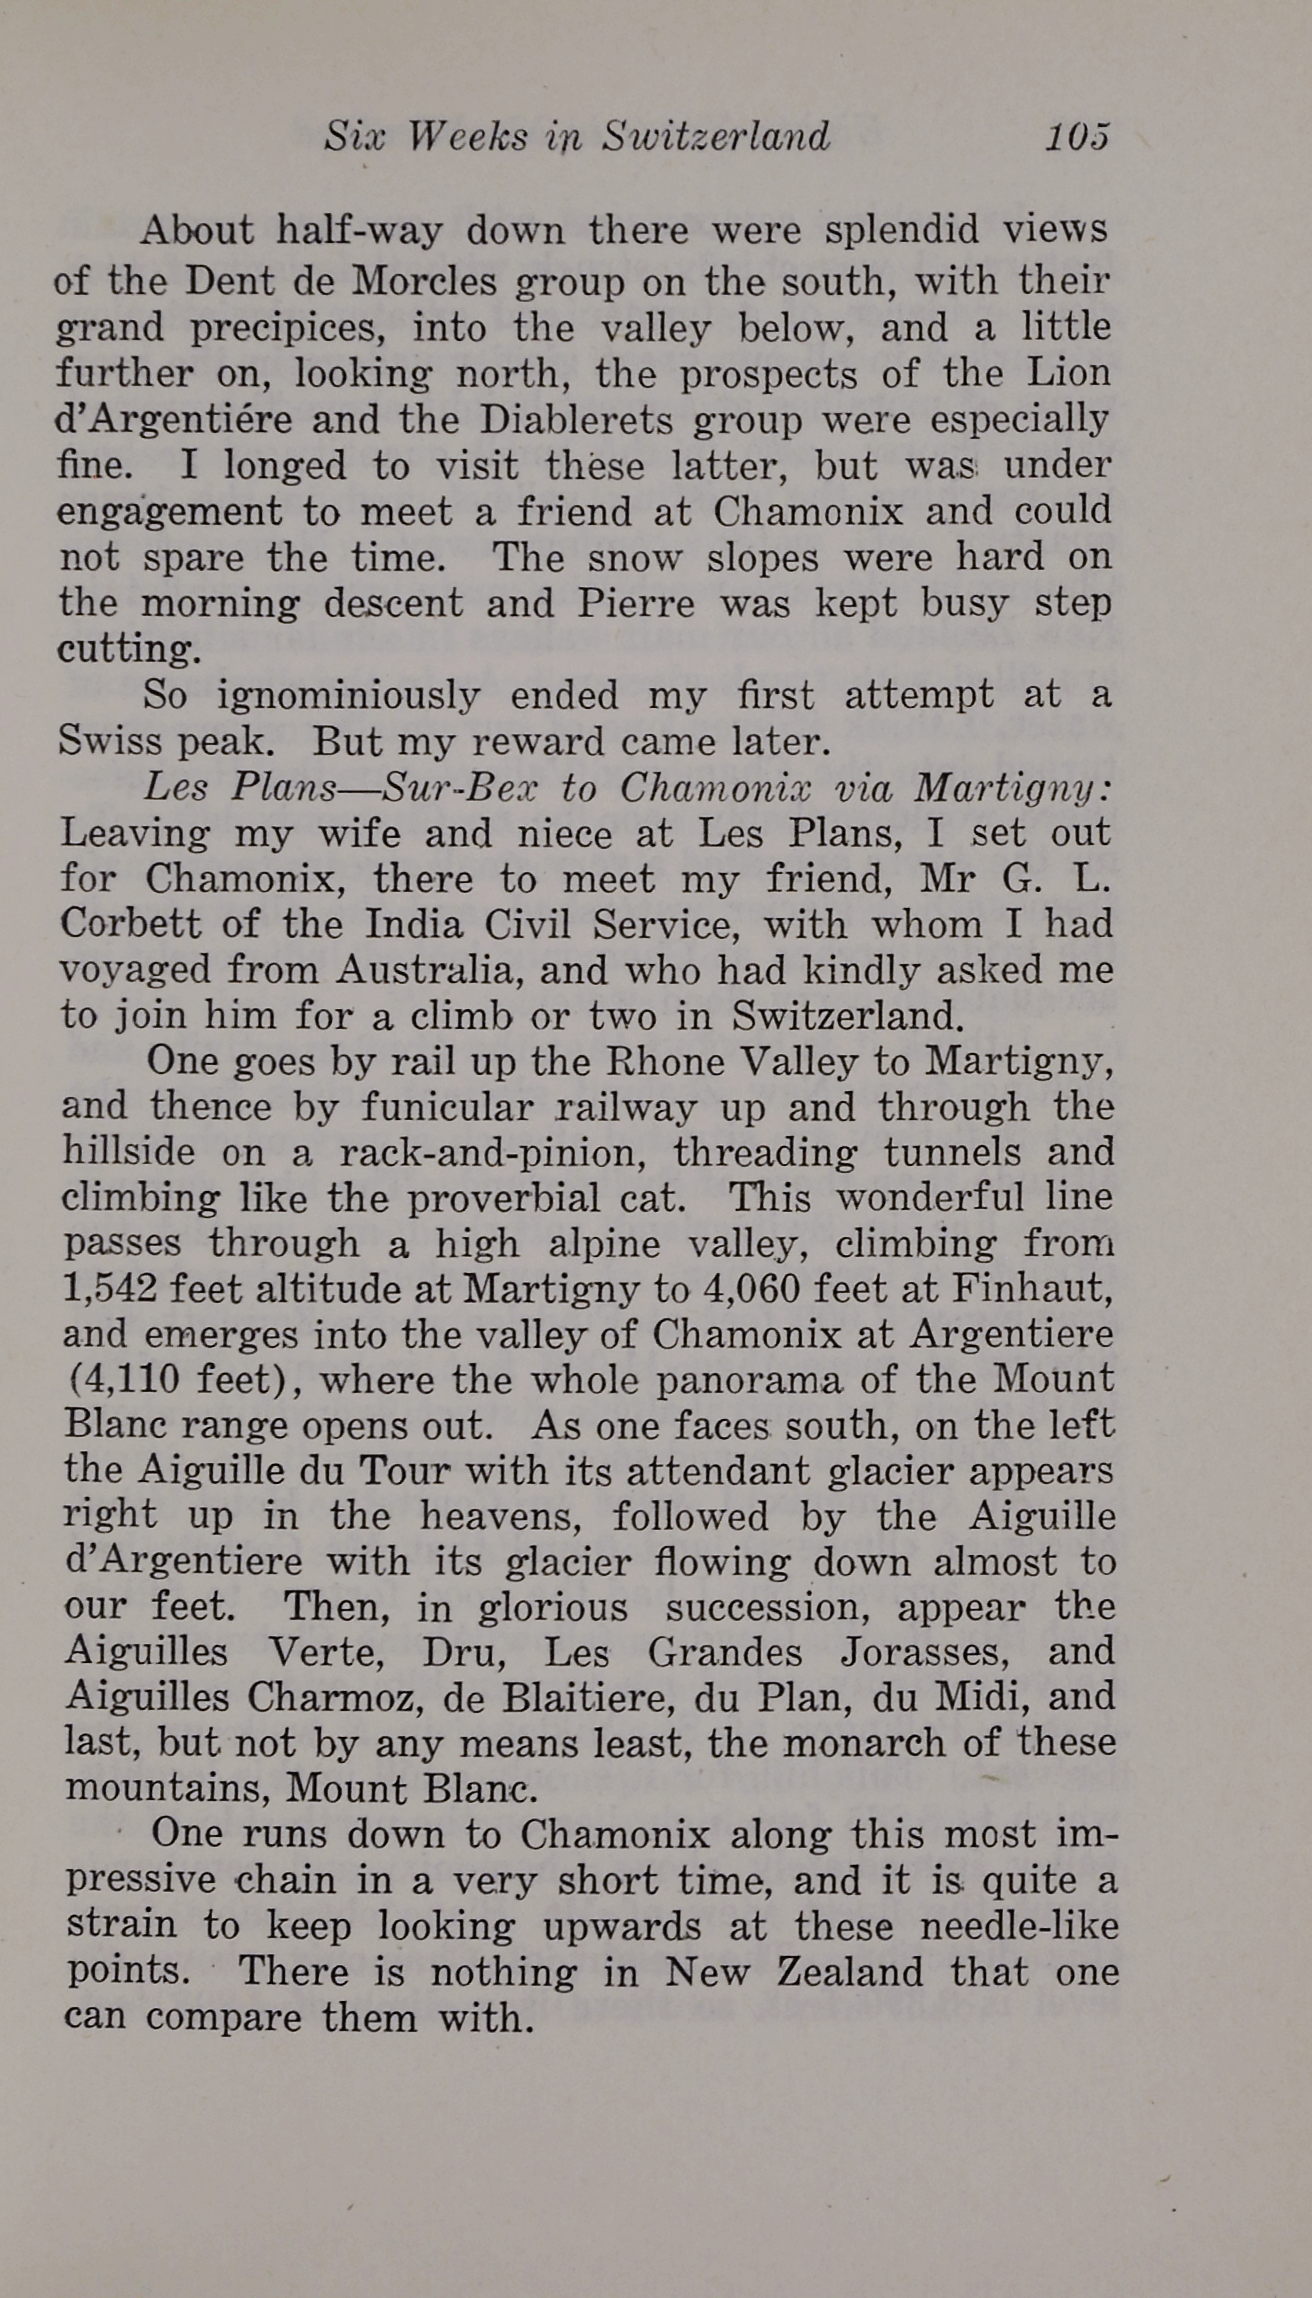 Six Weeks in Switzerland 105
About half-way down there were splendid views
of the Dent de Morcles group on the south, with their
grand precipices, into the valley below, and a little
further on, looking north, the prospects of the Lion
d'Argentiére and the Diablerets group were especially
fine. I longed to visit these latter, but was under
engagement to meet a friend at Chamonix and could
not spare the time. The snow slopes were hard on
the morning descent and Pierre was kept busy step
cutting.
So ignominiously ended my first attempt at a
Swiss peak. But my reward came later.
Les Plans—Sur-Bex to Chamonix via Martigny:
Leaving my wife and niece at Les Plans, I set out
for Chamonix, there to meet my friend, Mr G. L.
Corbett of the India Civil Service, with whom I had
voyaged from Australia, and who had kindly asked me
to join him for a climb or two in Switzerland.
One goes by rail up the Rhone Valley to Martigny,
and thence by funicular railway up and through the
hillside on a rack-and-pinion, threading tunnels and
climbing like the proverbial cat. This wonderful line
passes through a high alpine valley, climbing from
1,542 feet altitude at Martigny to 4,060 feet at Finhaut,
and emerges into the valley of Chamonix at Argentiere
(4,110 feet), where the whole panorama of the Mount
Blanc range opens out. As one faces south, on the left
the Aiguille du Tour with its attendant glacier appears
right up in the heavens, followed by the Aiguille
d'Argentiere with its glacier flowing down almost to
our feet. Then, in glorious succession, appear the
Aiguilles Verte, Dru, Les Grandes Jorasses, and
Aiguilles Charmoz, de Blaitiere, du Plan, du Midi, and
last, but not by any means least, the monarch of these
mountains, Mount Blanc.
One runs down to Chamonix along this most im-
pressive chain in a very short time, and it is quite a
strain to keep looking upwards at these needle-like
points. There is nothing in New Zealand that one
can compare them with.